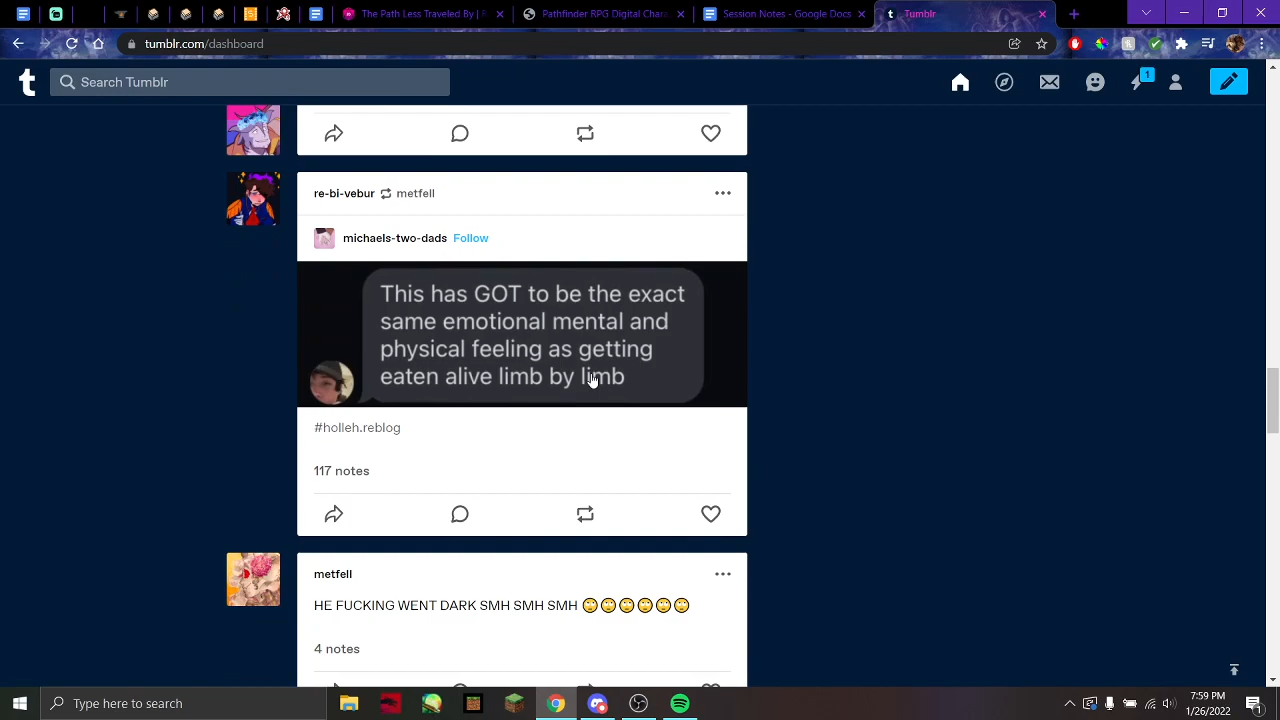 The Path Less Traveled By | R
Pathfinder RPG Digital Chara
Session Notes - Google Docs
Tumblr
tumblr.com/dashboard
t Search Tumblr
1
re-bi-vebur metfell
michaels-two-dads Follow
This has GOT to be the exact
same emotional mental and
physical feeling as getting
eaten alive limb by limb
#holleh.reblog
117 notes
metfell
HE FUCKING WENT DARK SMH SMH SMH 🙄🙄🙄🙄🙄🙄
4 notes
Type here to search
7:59 PM
1/26/2022